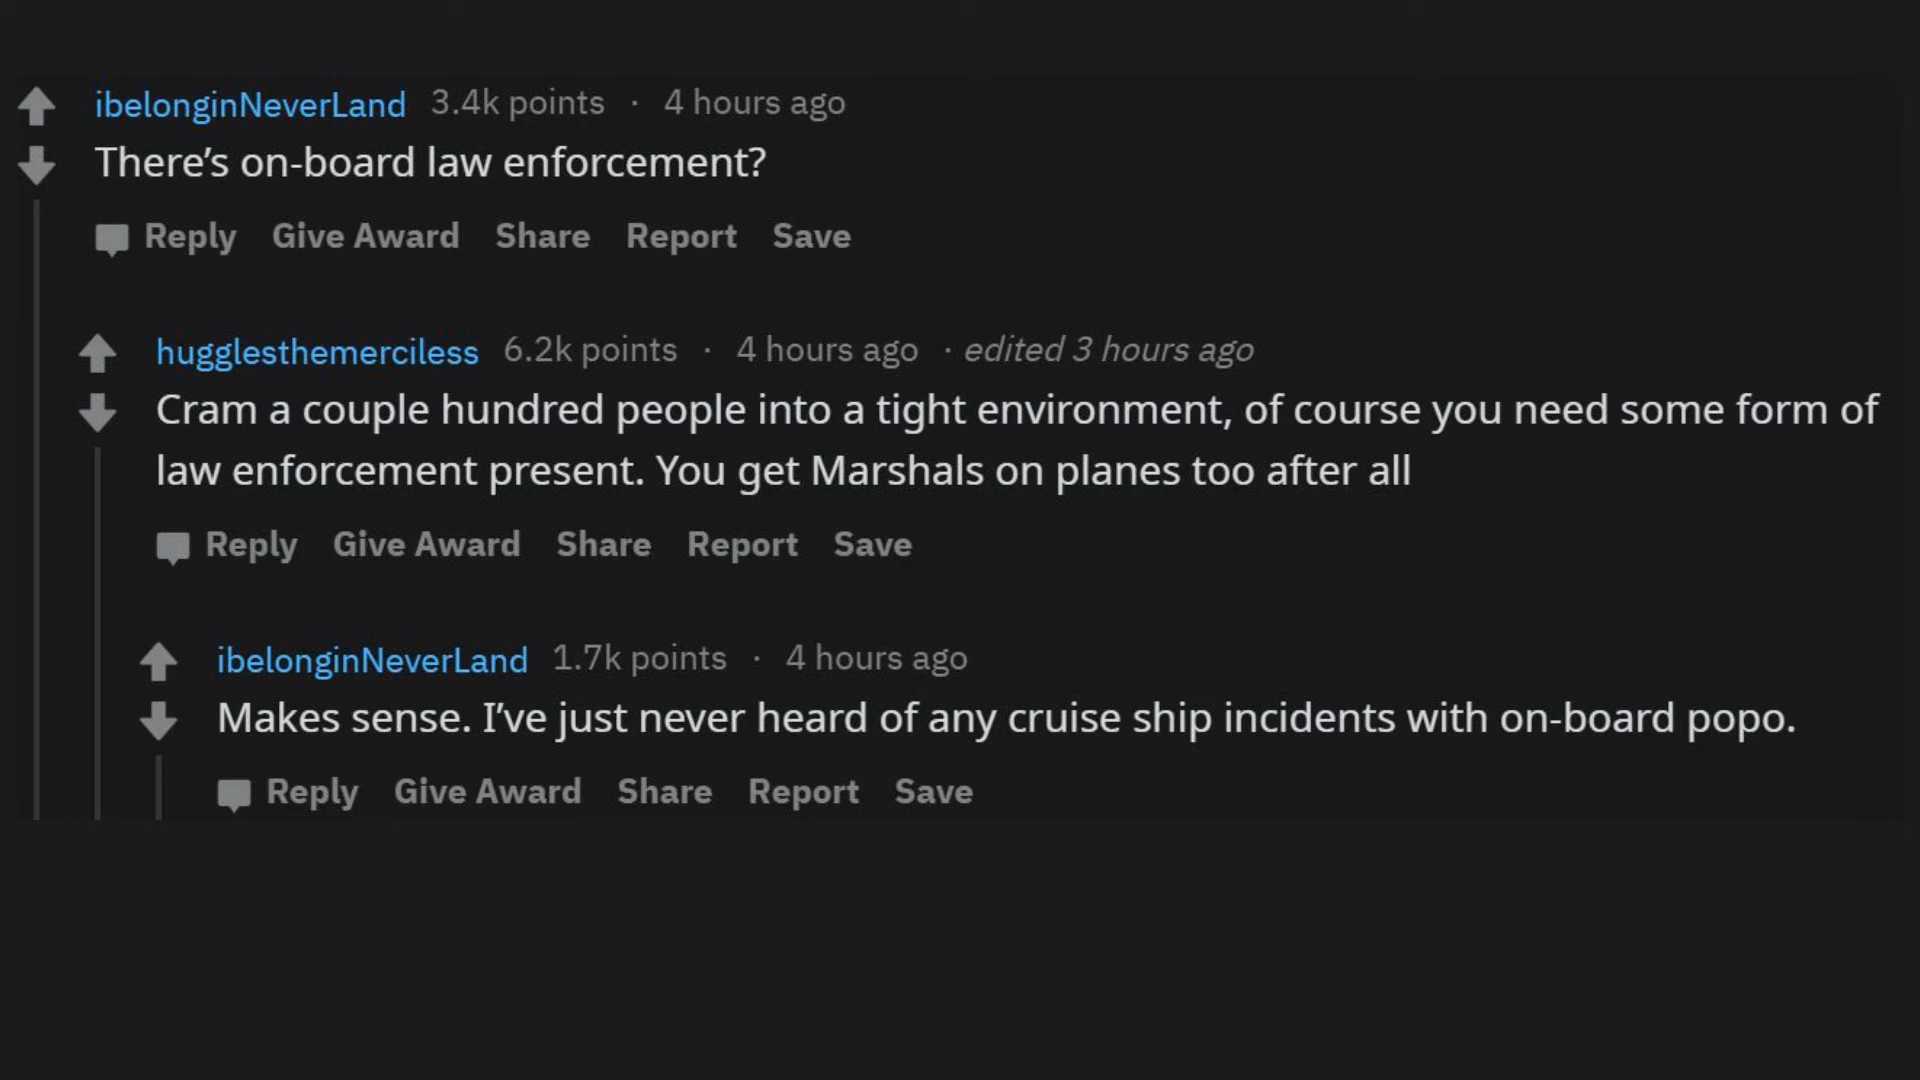 ibelonginNeverLand 3.4k points · 4 hours ago
There’s on-board law enforcement?
Reply Give Award Share Report Save
hugglesthemerciless 6.2k points · 4 hours ago · edited 3 hours ago
Cram a couple hundred people into a tight environment, of course you need some form of
law enforcement present. You get Marshals on planes too after all
Reply Give Award Share Report Save
ibelonginNeverLand 1.7k points · 4 hours ago
Makes sense. I’ve just never heard of any cruise ship incidents with on-board popo.
Reply Give Award Share Report Save